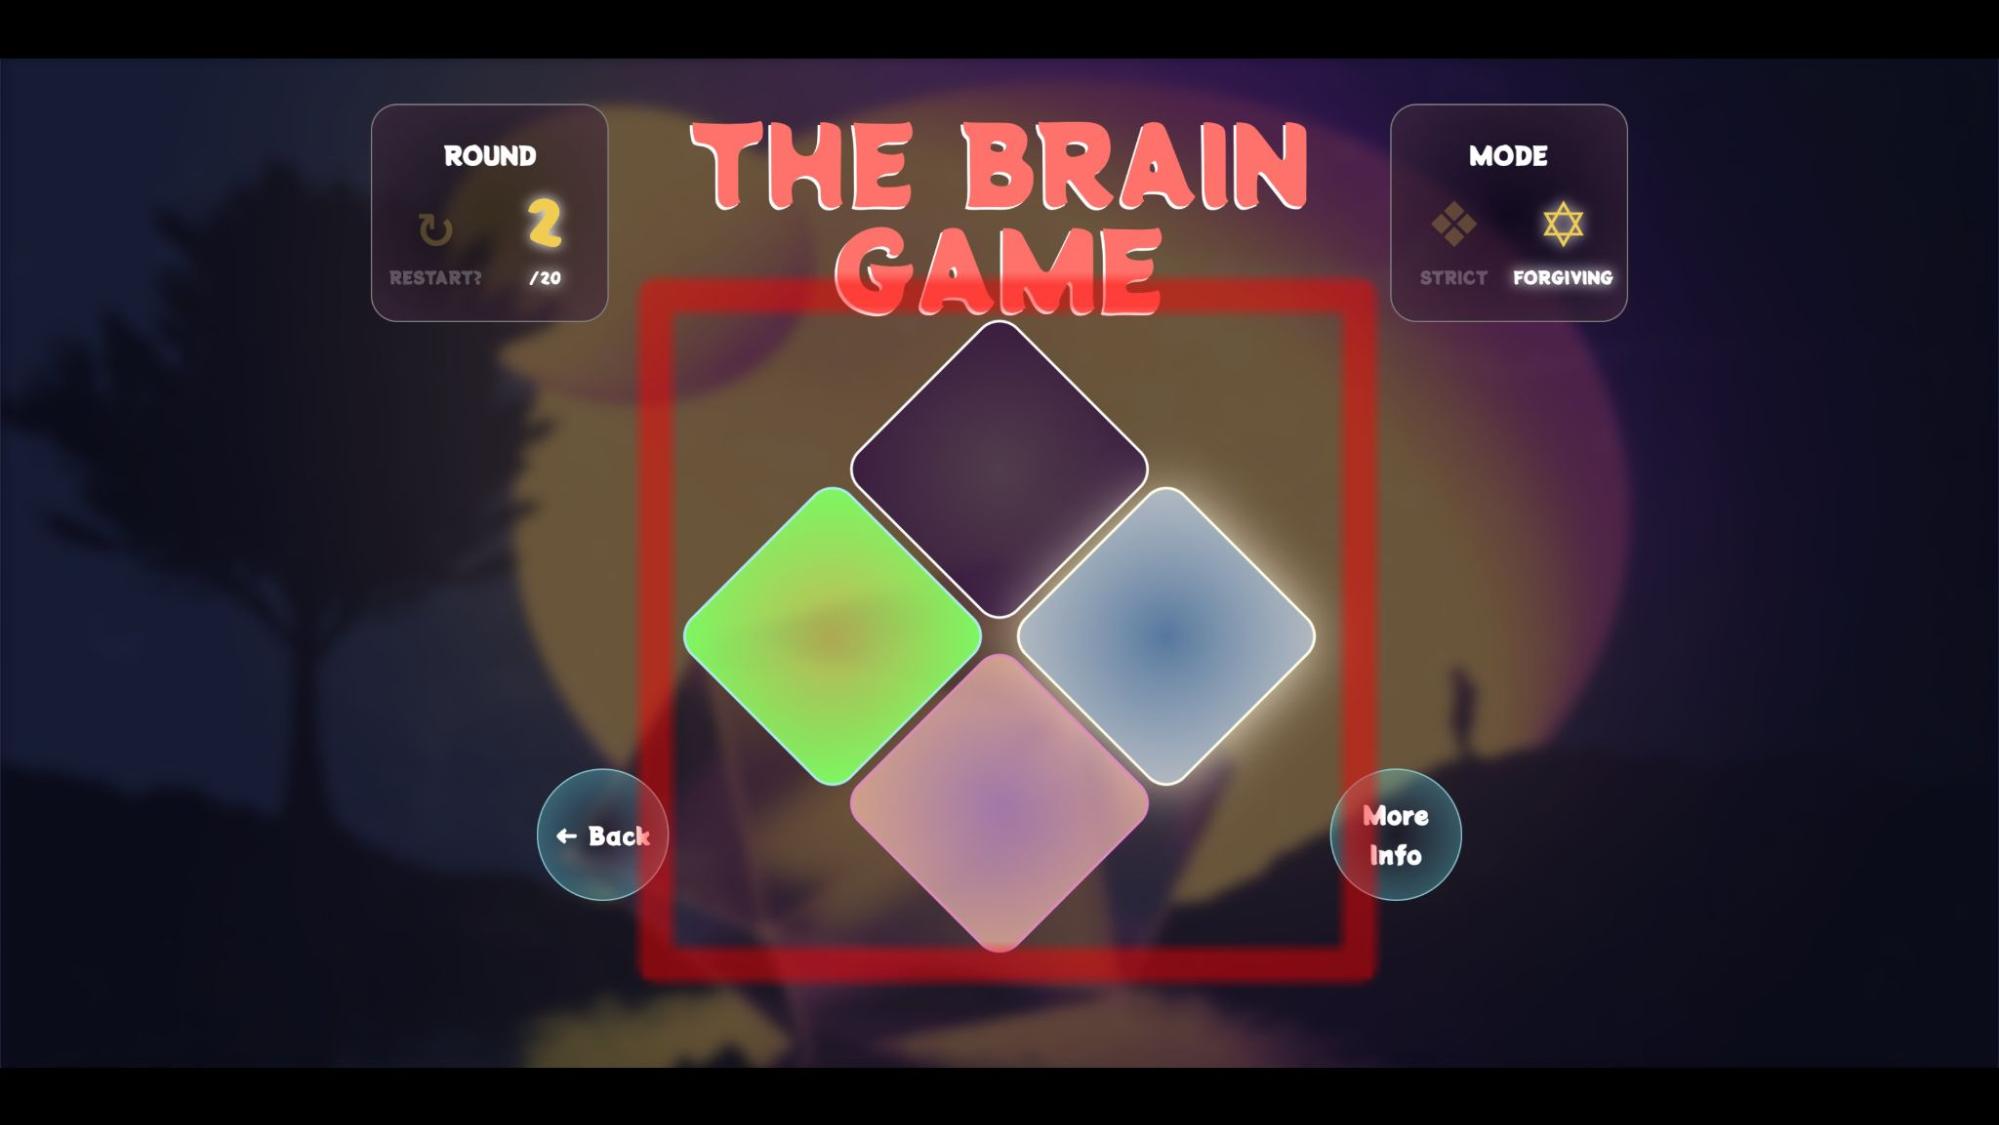 ROUND
2
RESTART?
/20
THE BRAIN
GAME
MODE
STRICT
FORGIVING
← Back
More
Info